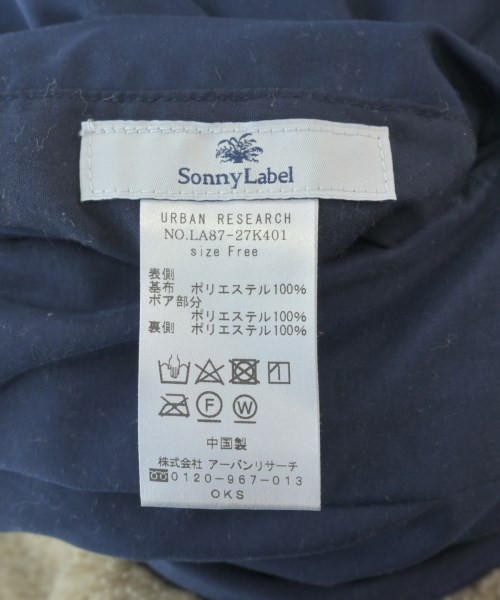 Sonny Label
URBAN RESEARCH
NO.LA87-27K401
size Free
表側
基布 ポリエステル100%
ボア部分
ポリエステル100%
裏側 ポリエステル100%
F W
中国製
株式会社 アーバンリサーチ
0120-967-013
OKS